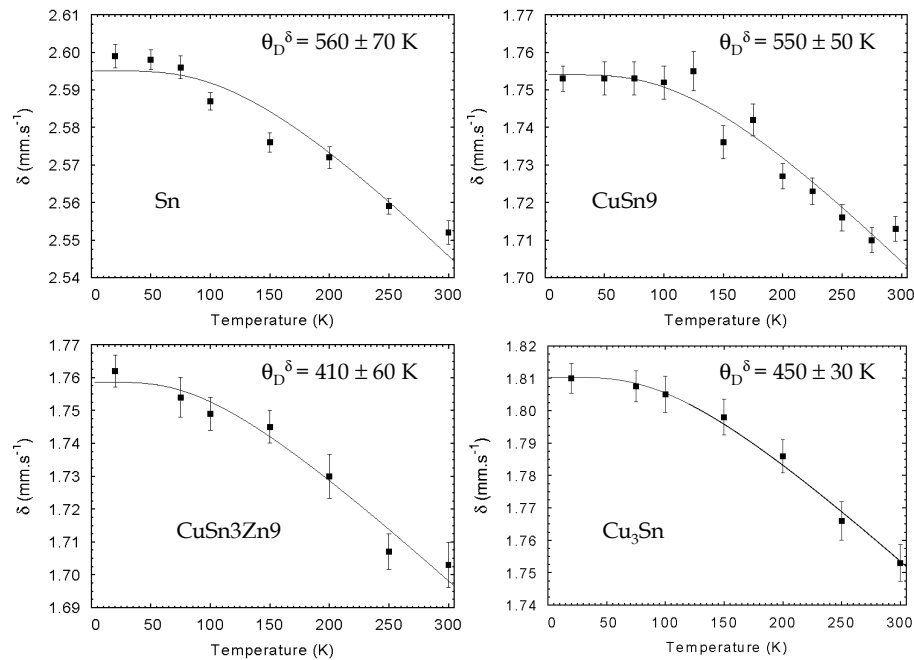 θD^δ = 560 ± 70 K
2.61
2.60
2.59
2.58
2.57
2.56
2.55
2.54
δ (mm.s⁻¹)
Sn
0 50 100 150 200 250 300
Temperature (K)
θD^δ = 550 ± 50 K
1.77
1.76
1.75
1.74
1.73
1.72
1.71
1.70
δ (mm.s⁻¹)
CuSn9
0 50 100 150 200 250 300
Temperature (K)
θD^δ = 410 ± 60 K
1.77
1.76
1.75
1.74
1.73
1.72
1.71
1.70
1.69
δ (mm.s⁻¹)
CuSn3Zn9
0 50 100 150 200 250 300
Temperature (K)
θD^δ = 450 ± 30 K
1.82
1.81
1.80
1.79
1.78
1.77
1.76
1.75
1.74
δ (mm.s⁻¹)
Cu₃Sn
0 50 100 150 200 250 300
Temperature (K)